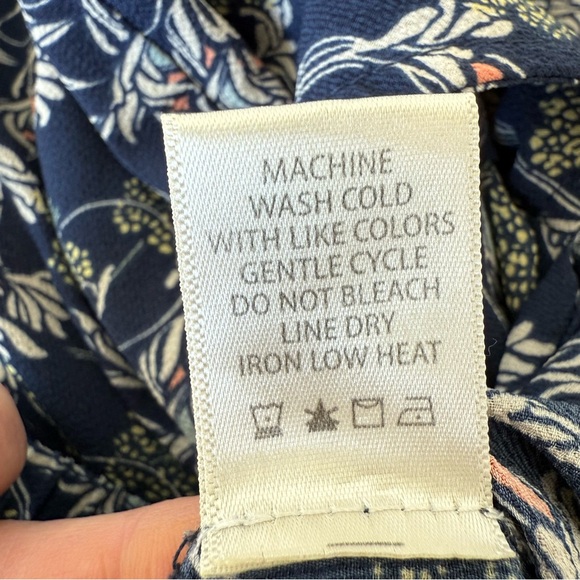 MACHINE
WASH COLD
WITH LIKE COLORS
GENTLE CYCLE
DO NOT BLEACH
LINE DRY
IRON LOW HEAT